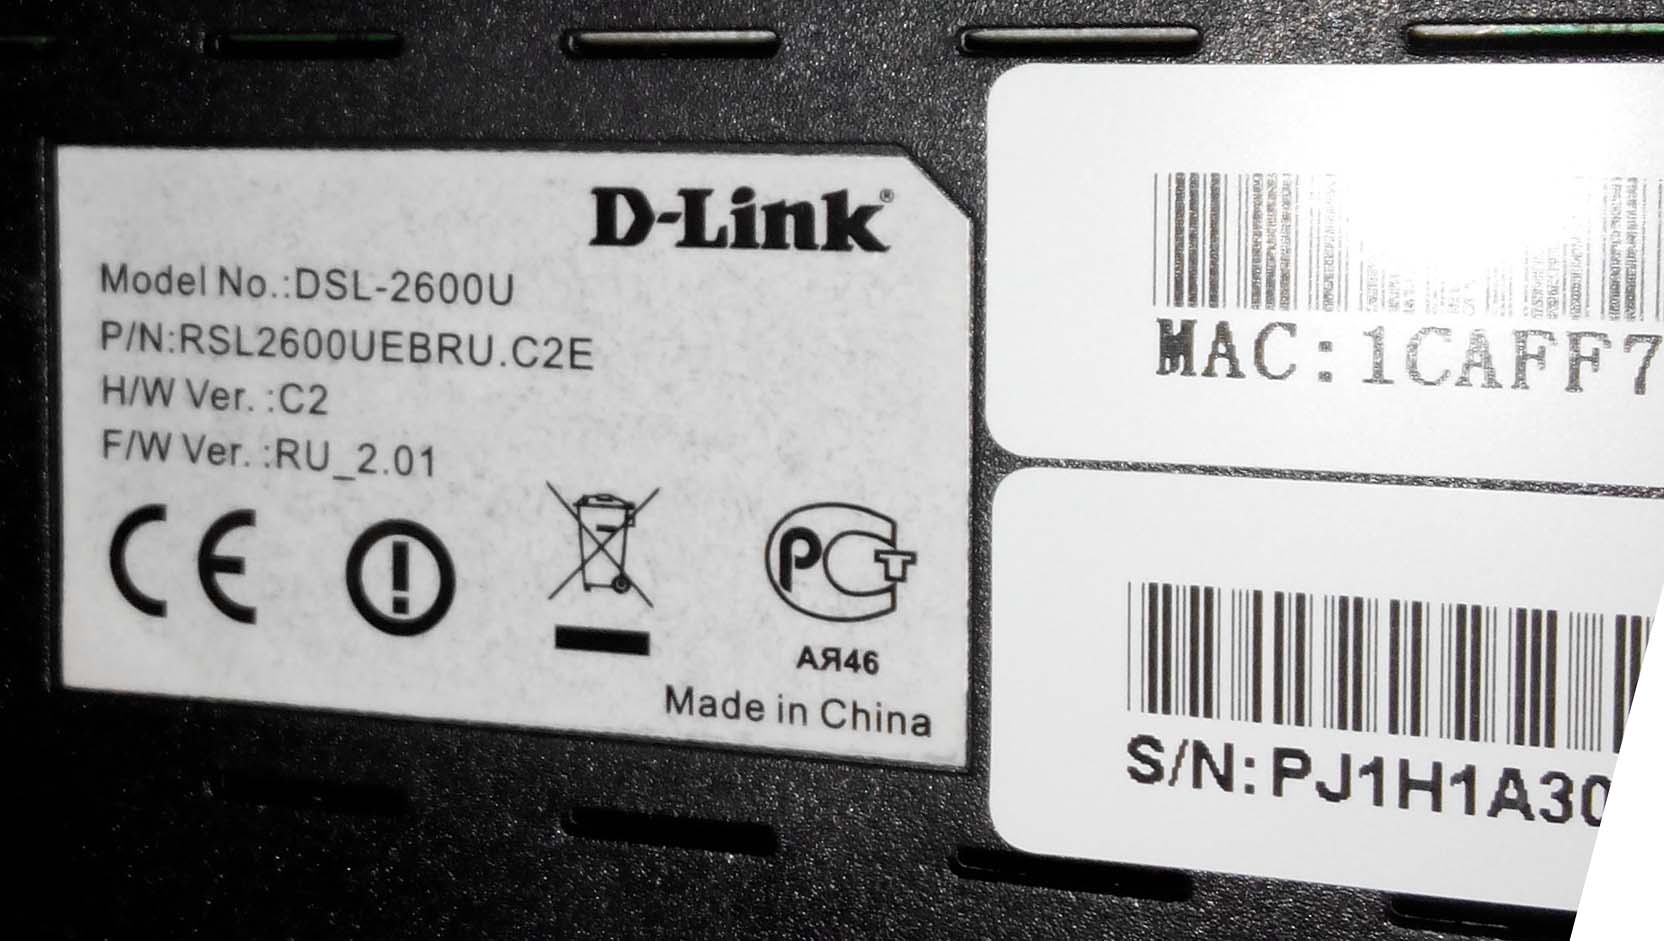 D-Link®
Model No.:DSL-2600U
P/N:RSL2600UEBRU.C2E
H/W Ver. :C2
F/W Ver. :RU_2.01
CE
РСТ
АЯ46
Made in China
MAC:1CAFF7
S/N:PJ1H1A30